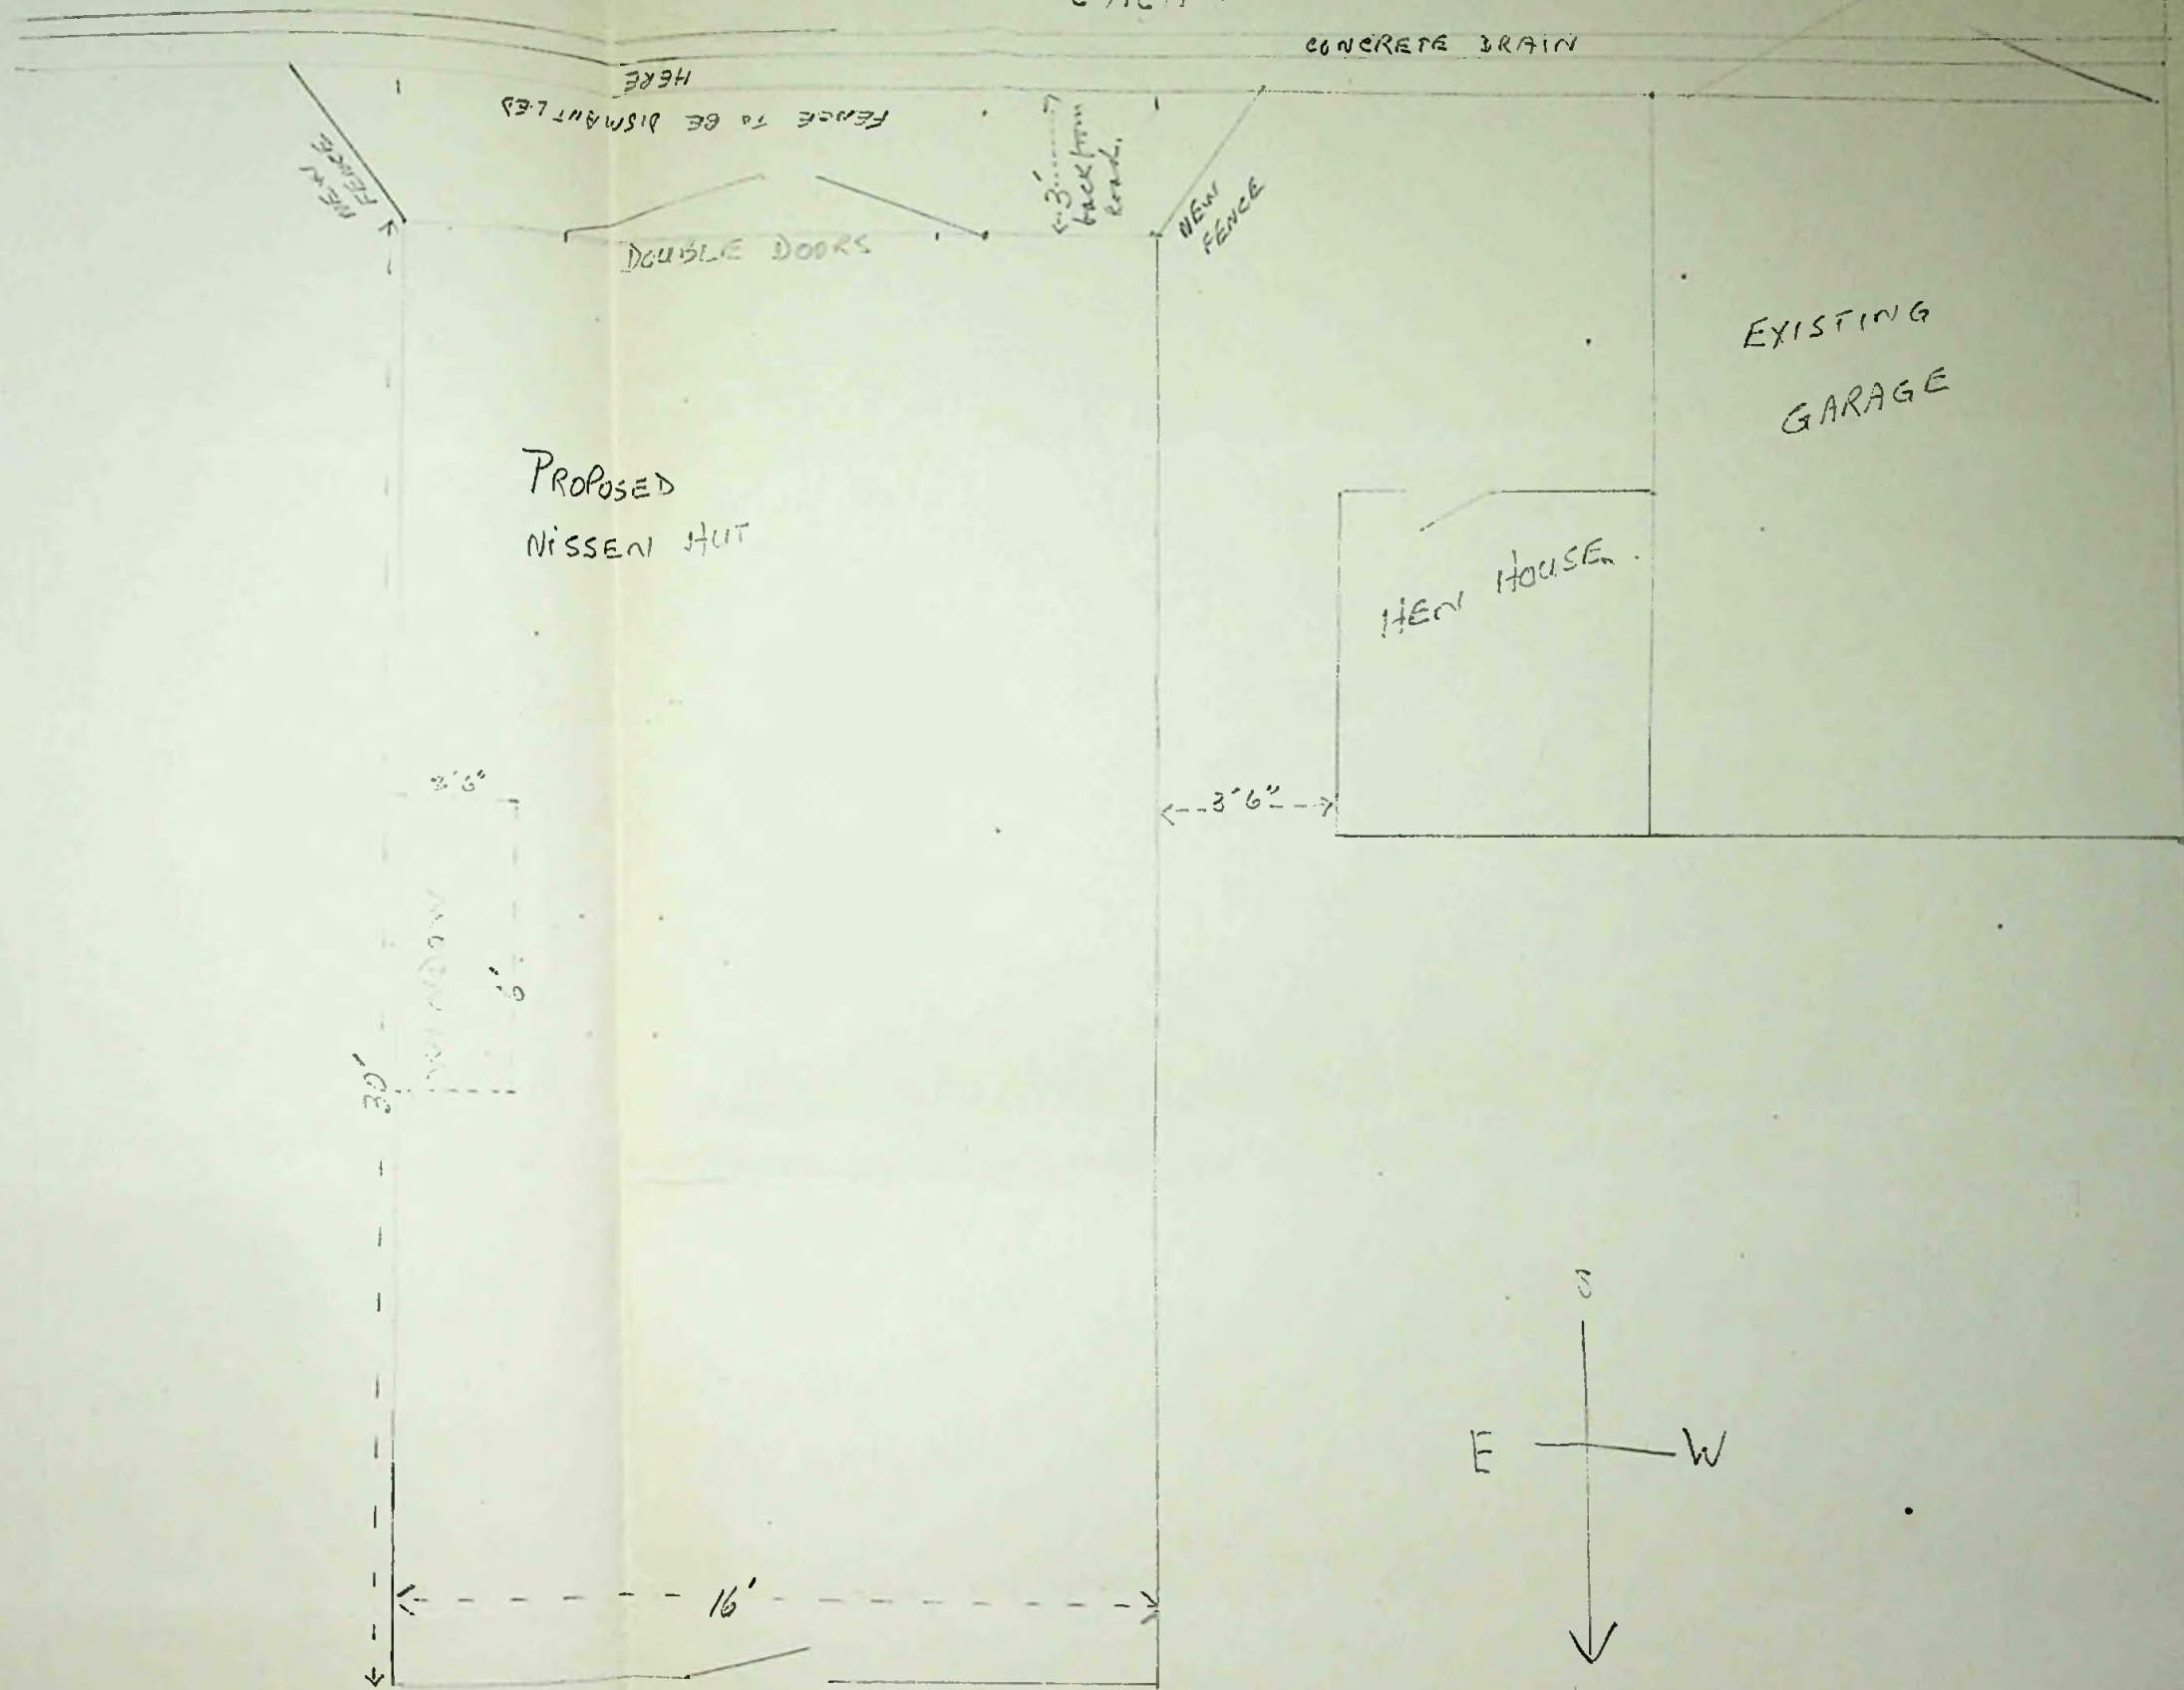 CONCRETE DRAIN
FENCE TO BE DISMANTLED
HERE
NEW
FENCE
3'
back from
road.
NEW
FENCE
DOUBLE DOORS
EXISTING
GARAGE
PROPOSED
NISSEN HUT
HEN HOUSE.
3'6"
3'6"
WINDOW
6'
30'
S
E
W
16'